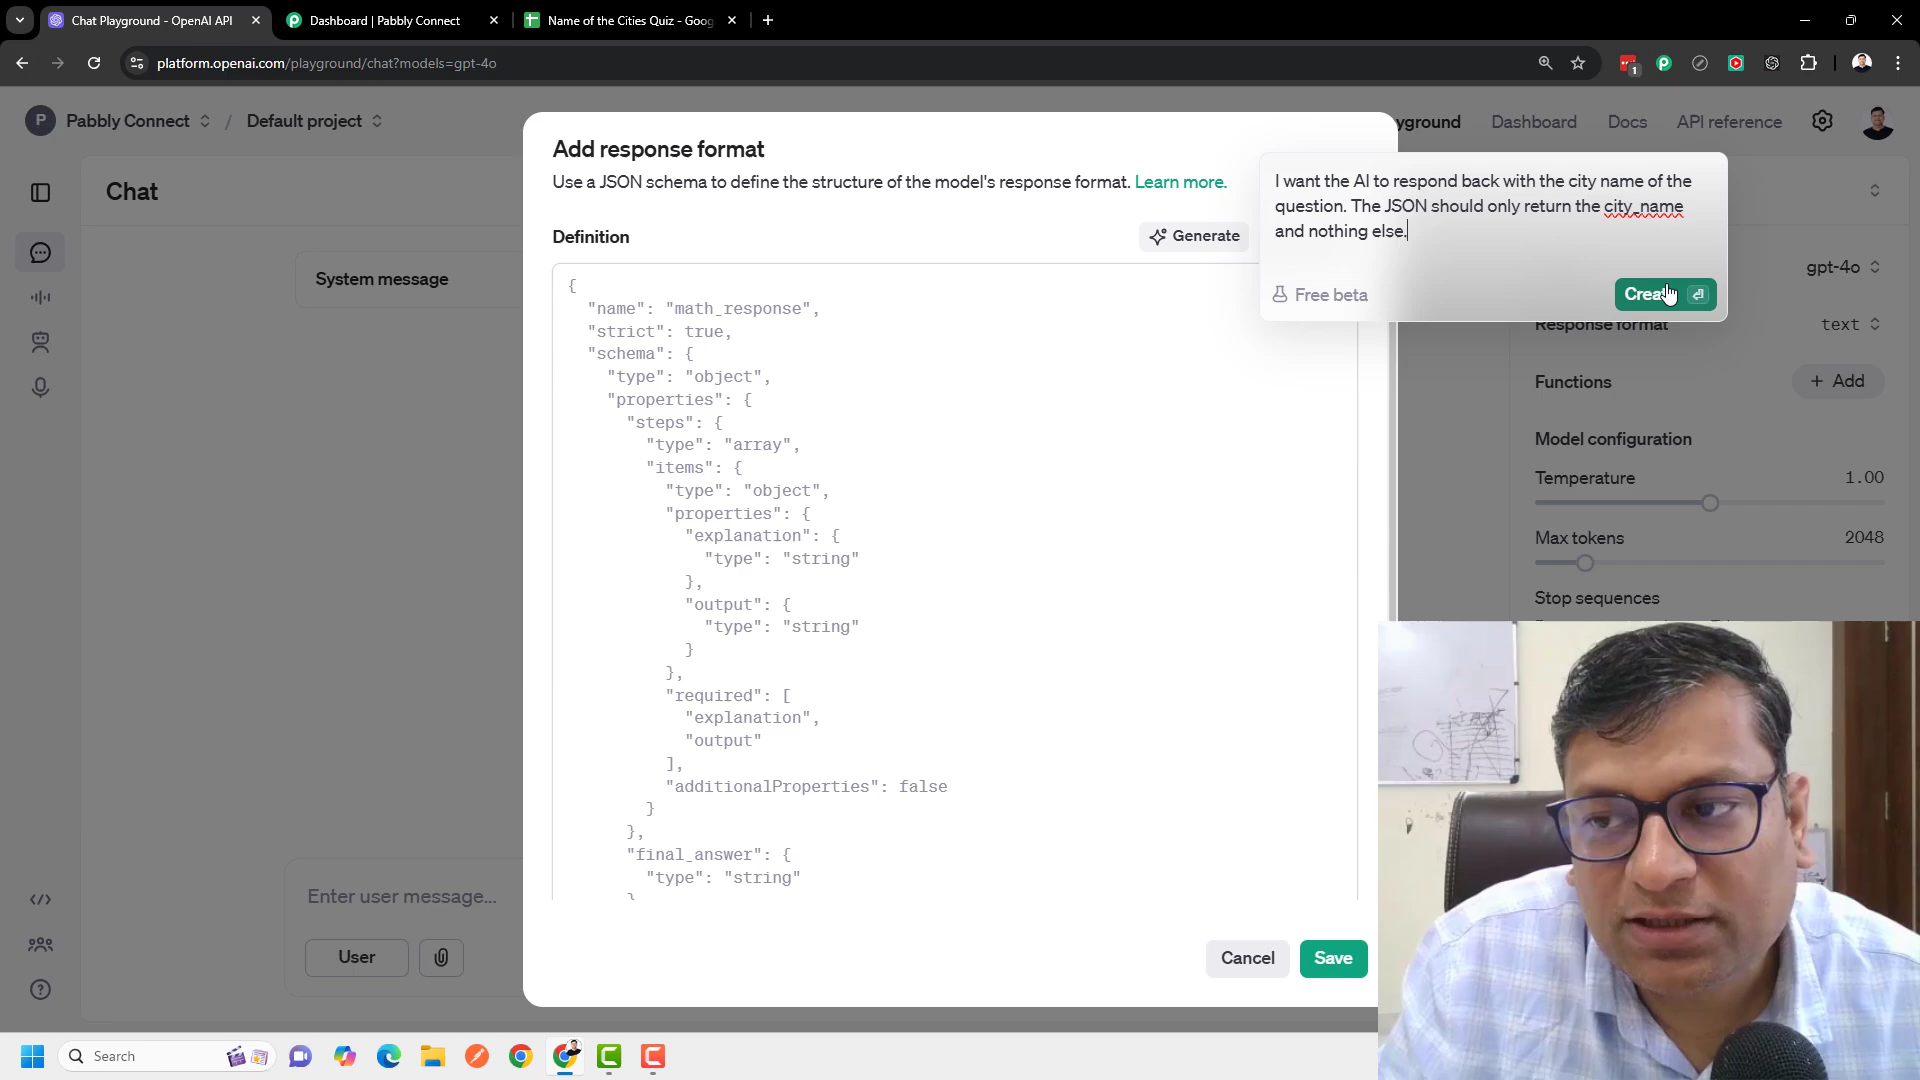 Chat Playground - OpenAI API
Dashboard | Pabbly Connect
Name of the Cities Quiz - Goog
platform.openai.com/playground/chat?models=gpt-4o
1
P
Pabbly Connect
/
Default project
yground
Dashboard
Docs
API reference
Chat
System message
Add response format
Use a JSON schema to define the structure of the model's response format. Learn more.
Definition
Generate
I want the AI to respond back with the city name of the
question. The JSON should only return the city_name
and nothing else.
Free beta
{
"name": "math_response",
"strict": true,
"schema": {
"type": "object",
"properties": {
"steps": {
"type": "array",
"items": {
"type": "object",
"properties": {
"explanation": {
"type": "string"
},
"output": {
"type": "string"
}
},
"required": [
"explanation",
"output"
],
"additionalProperties": false
}
},
"final_answer": {
"type": "string"
}
Cancel
Save
gpt-4o
Response format
text
Functions
+ Add
Model configuration
Temperature
1.00
Max tokens
2048
Stop sequences
Enter user message...
User
Search